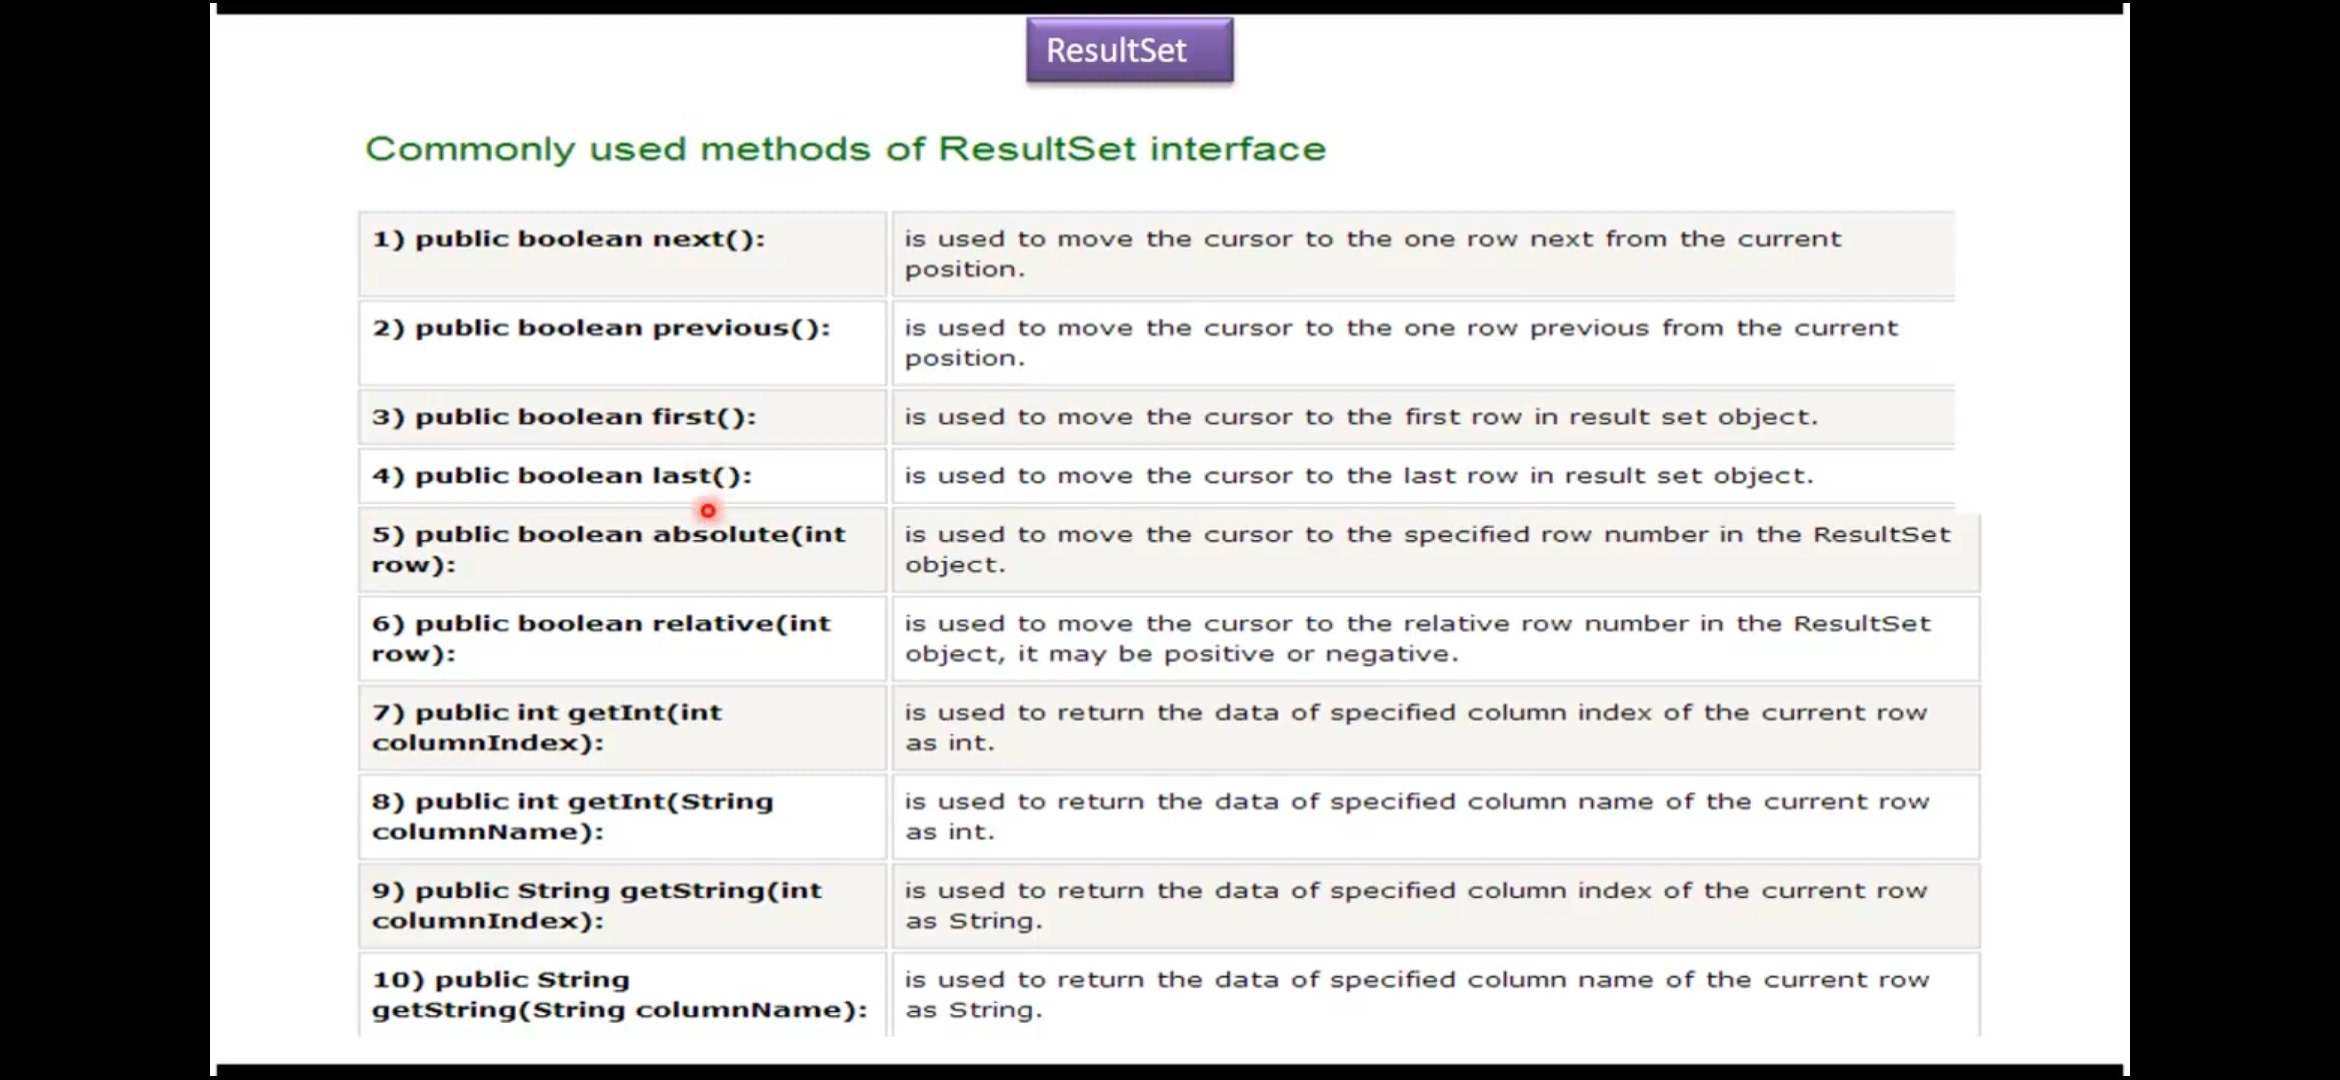 ResultSet
Commonly used methods of ResultSet interface
1) public boolean next():
is used to move the cursor to the one row next from the current
position.
2) public boolean previous():
is used to move the cursor to the one row previous from the current
position.
3) public boolean first():
is used to move the cursor to the first row in result set object.
4) public boolean last():
is used to move the cursor to the last row in result set object.
5) public boolean absolute(int
row):
is used to move the cursor to the specified row number in the ResultSet
object.
6) public boolean relative(int
row):
is used to move the cursor to the relative row number in the ResultSet
object, it may be positive or negative.
7) public int getInt(int
columnIndex):
is used to return the data of specified column index of the current row
as int.
8) public int getInt(String
columnName):
is used to return the data of specified column name of the current row
as int.
9) public String getString(int
columnIndex):
is used to return the data of specified column index of the current row
as String.
10) public String
getString(String columnName):
is used to return the data of specified column name of the current row
as String.